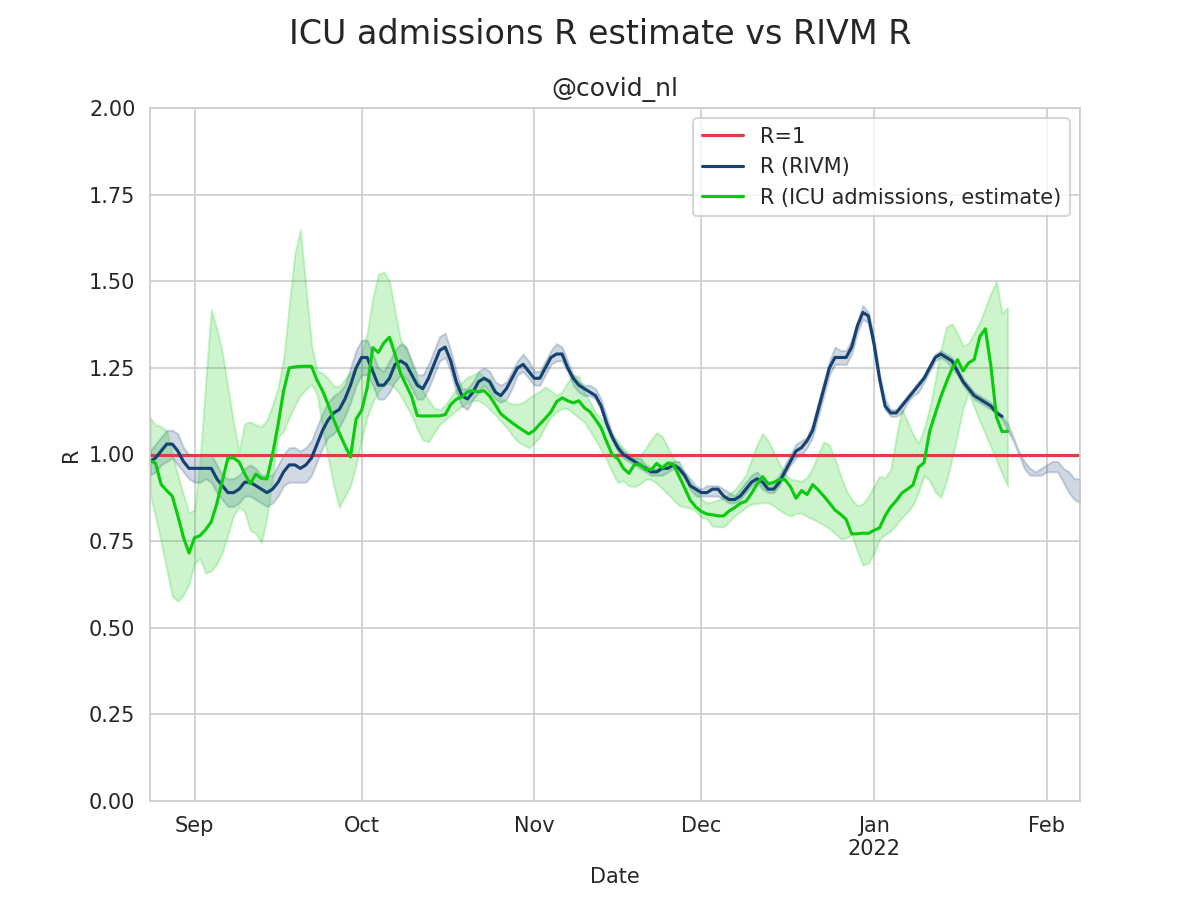 ICU admissions R estimate vs RIVM R
@covid_nl
R=1
R (RIVM)
R (ICU admissions, estimate)
2.00
1.75
1.50
1.25
1.00
0.75
0.50
0.25
0.00
R
Sep Oct Nov Dec Jan Feb
2022
Date